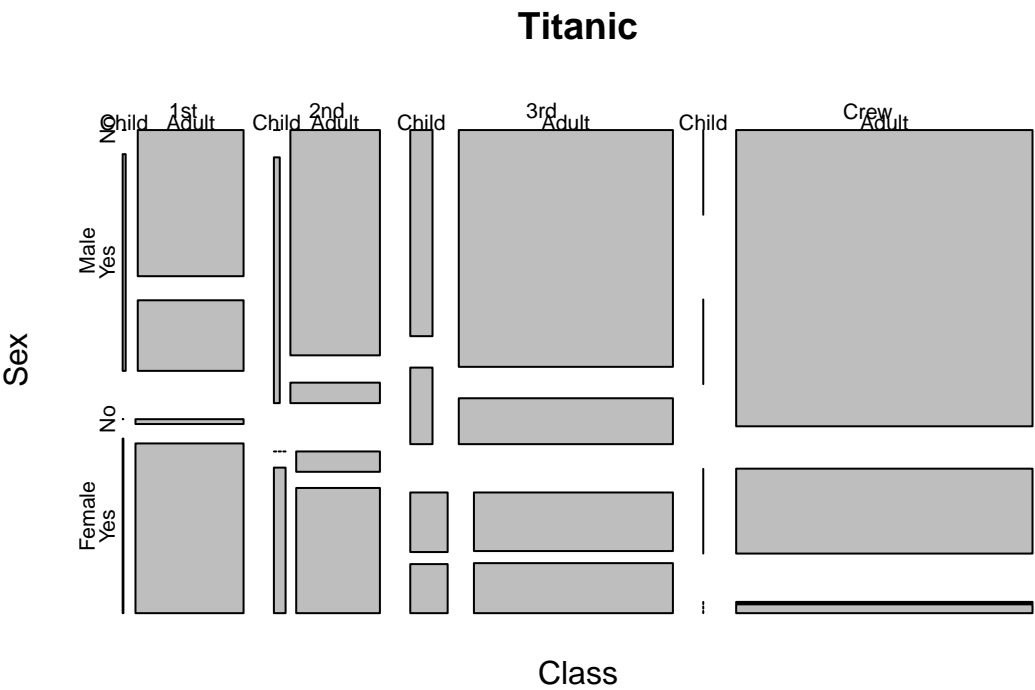 Titanic
1st 2nd 3rd Crew
Child Adult Child Adult Child Adult Child Adult
No
Male
Yes
No
Female
Yes
Sex
Class